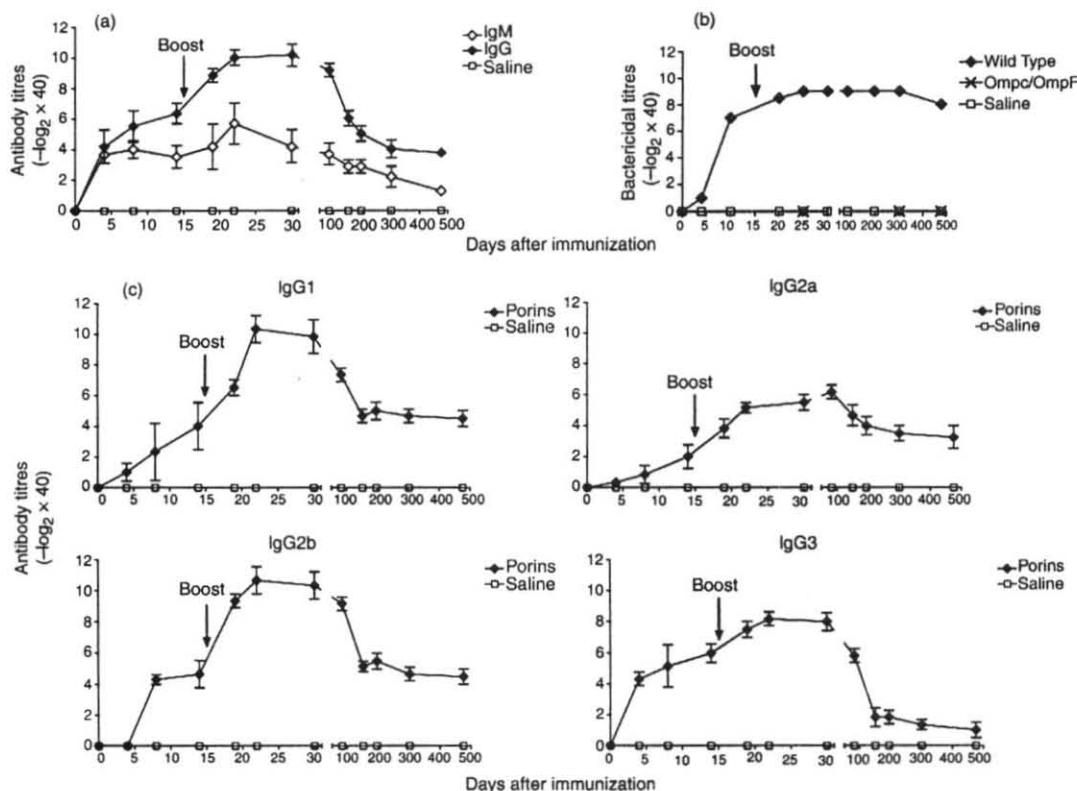 (a)
Boost
IgM
IgG
Saline
Antibody titres
(–log2 × 40)
12
10
8
6
4
2
0
0 5 10 15 20 25 30 100 200 300 400 500
(b)
Boost
Wild Type
Ompc/OmpF
Saline
Bactericidal titres
(–log2 × 40)
12
10
8
6
4
2
0
0 5 10 15 20 25 30 100 200 300 400 500
Days after immunization
(c)
IgG1
Boost
Porins
Saline
12
10
8
6
4
2
0
0 5 10 15 20 25 30 100 200 300 400 500
IgG2a
Boost
Porins
Saline
12
10
8
6
4
2
0
0 5 10 15 20 25 30 100 200 300 400 500
Antibody titres
(–log2 × 40)
IgG2b
Boost
Porins
Saline
12
10
8
6
4
2
0
0 5 10 15 20 25 30 100 200 300 400 500
IgG3
Boost
Porins
Saline
12
10
8
6
4
2
0
0 5 10 15 20 25 30 100 200 300 400 500
Days after immunization